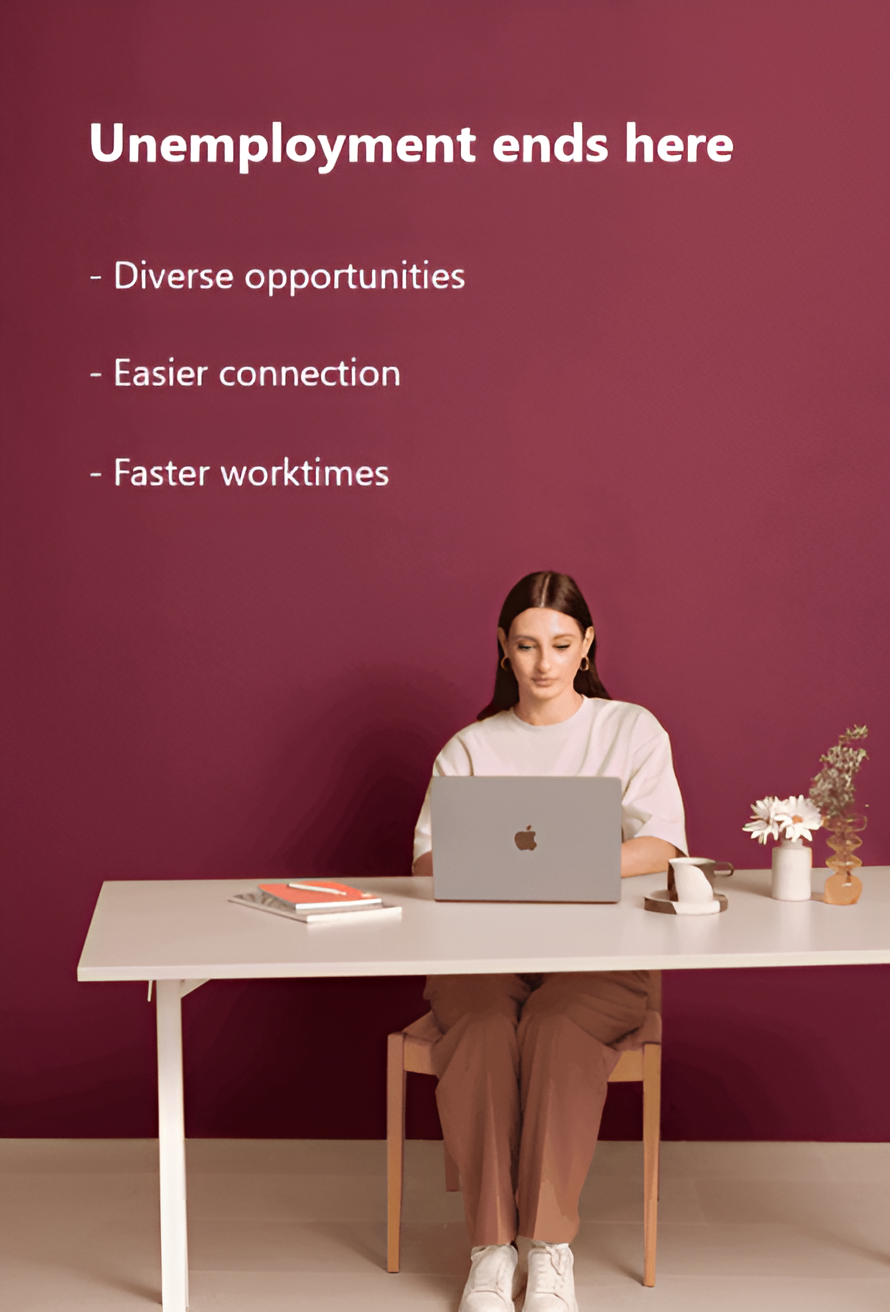 Unemployment ends here
- Diverse opportunities
- Easier connection
- Faster worktimes